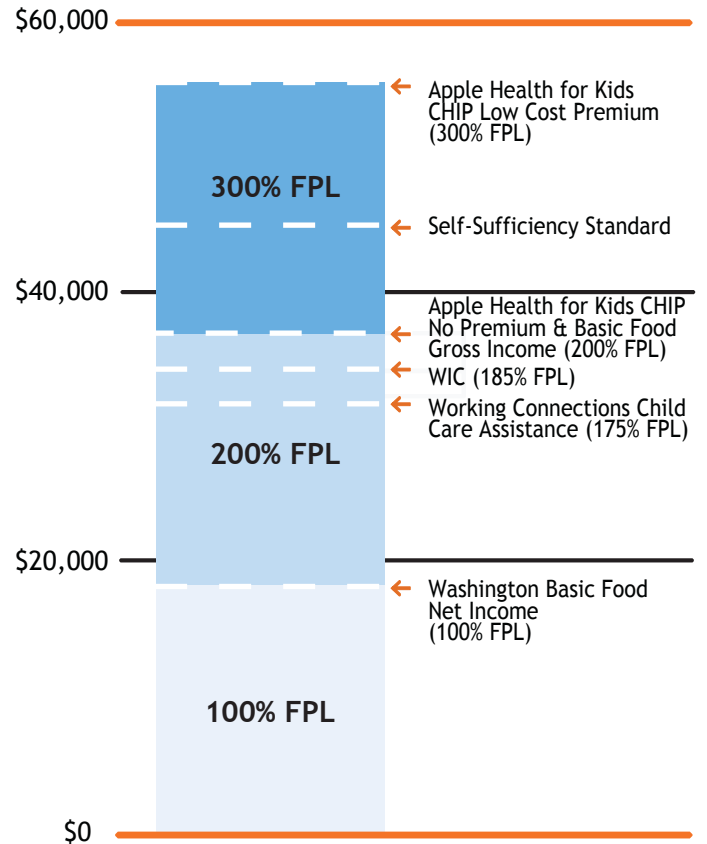 $60,000
Apple Health for Kids
CHIP Low Cost Premium
(300% FPL)
300% FPL
Self-Sufficiency Standard
$40,000
Apple Health for Kids CHIP
No Premium & Basic Food
Gross Income (200% FPL)
WIC (185% FPL)
Working Connections Child
Care Assistance (175% FPL)
200% FPL
$20,000
Washington Basic Food
Net Income
(100% FPL)
100% FPL
$0